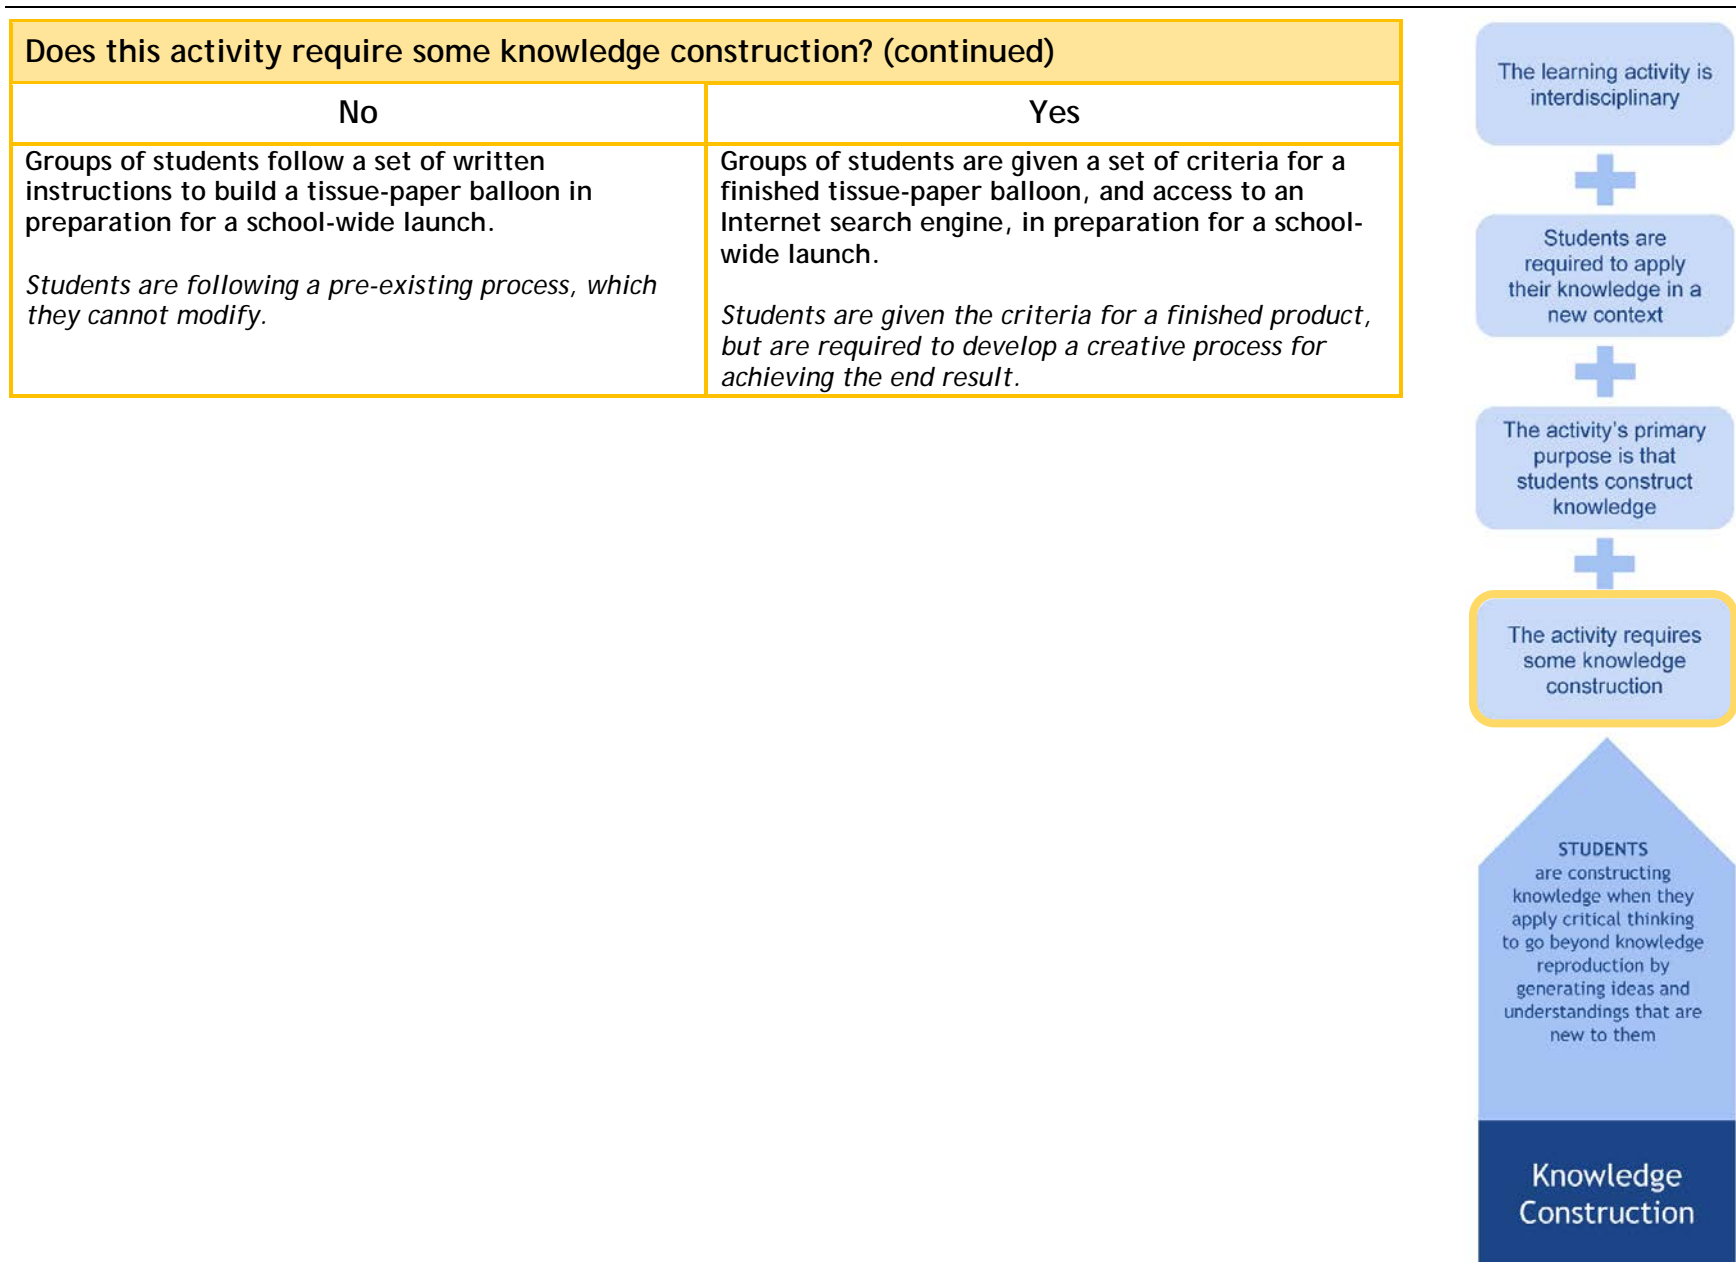 Does this activity require some knowledge construction? (continued)
No
Yes
Groups of students follow a set of written
instructions to build a tissue-paper balloon in
preparation for a school-wide launch.
Students are following a pre-existing process, which
they cannot modify.
Groups of students are given a set of criteria for a
finished tissue-paper balloon, and access to an
Internet search engine, in preparation for a school-
wide launch.
Students are given the criteria for a finished product,
but are required to develop a creative process for
achieving the end result.
The learning activity is
interdisciplinary
Students are
required to apply
their knowledge in a
new context
The activity's primary
purpose is that
students construct
knowledge
The activity requires
some knowledge
construction
STUDENTS
are constructing
knowledge when they
apply critical thinking
to go beyond knowledge
reproduction by
generating ideas and
understandings that are
new to them
Knowledge
Construction